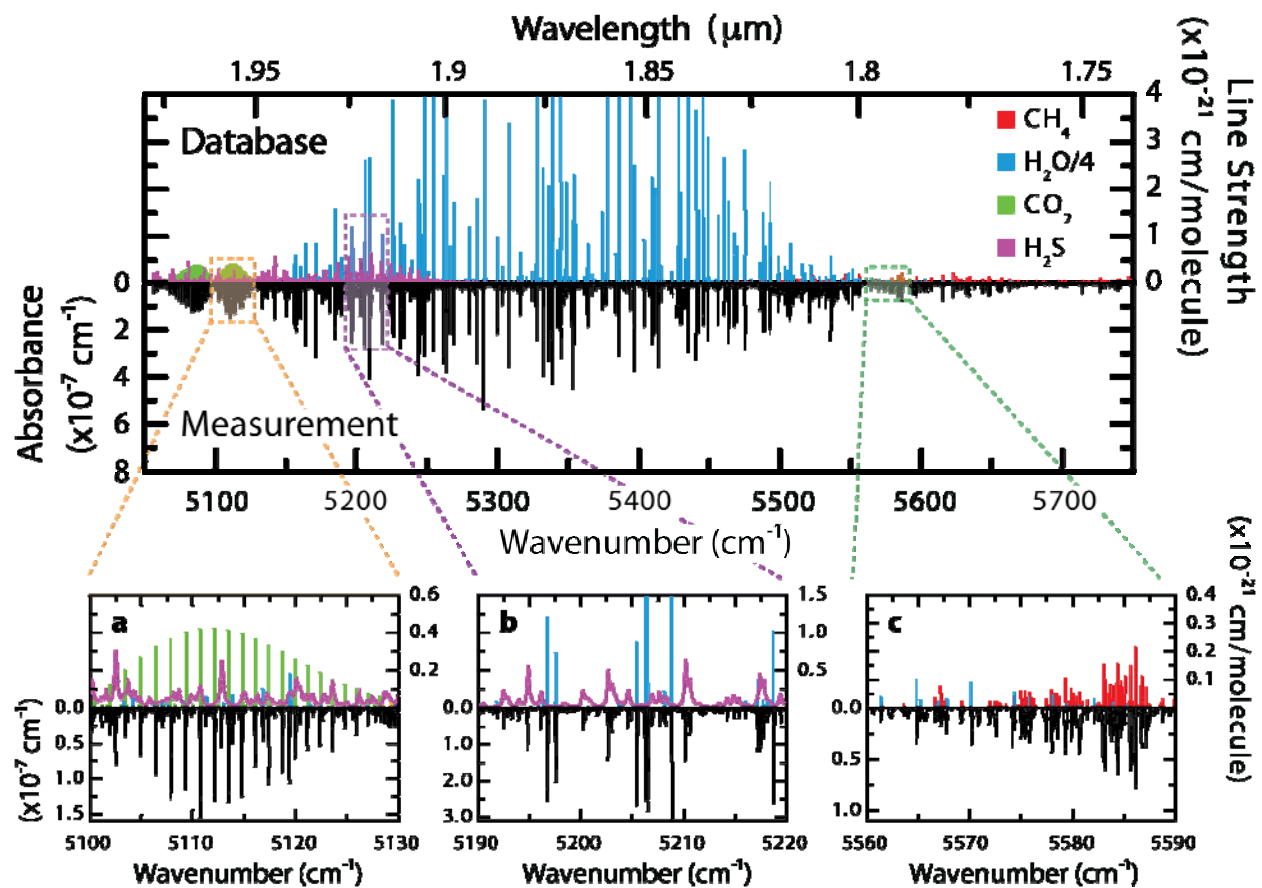 Wavelength (μm)
1.95 1.9 1.85 1.8 1.75
Database
Measurement
CH₄
H₂O/4
CO₂
H₂S
4
3
2
1
0
Line Strength
(x10⁻²¹ cm/molecule)
0
2
4
6
8
Absorbance
(x10⁻⁷ cm⁻¹)
5100 5200 5300 5400 5500 5600 5700
Wavenumber (cm⁻¹)
a
0.6
0.4
0.2
0.0
0.5
1.0
1.5
(x10⁻⁷ cm⁻¹)
5100 5110 5120 5130
Wavenumber (cm⁻¹)
b
1.5
1.0
0.5
0.0
1.0
2.0
3.0
5190 5200 5210 5220
Wavenumber (cm⁻¹)
c
0.4
0.3
0.2
0.1
0.0
0.5
1.0
(x10⁻²¹ cm/molecule)
5560 5570 5580 5590
Wavenumber (cm⁻¹)